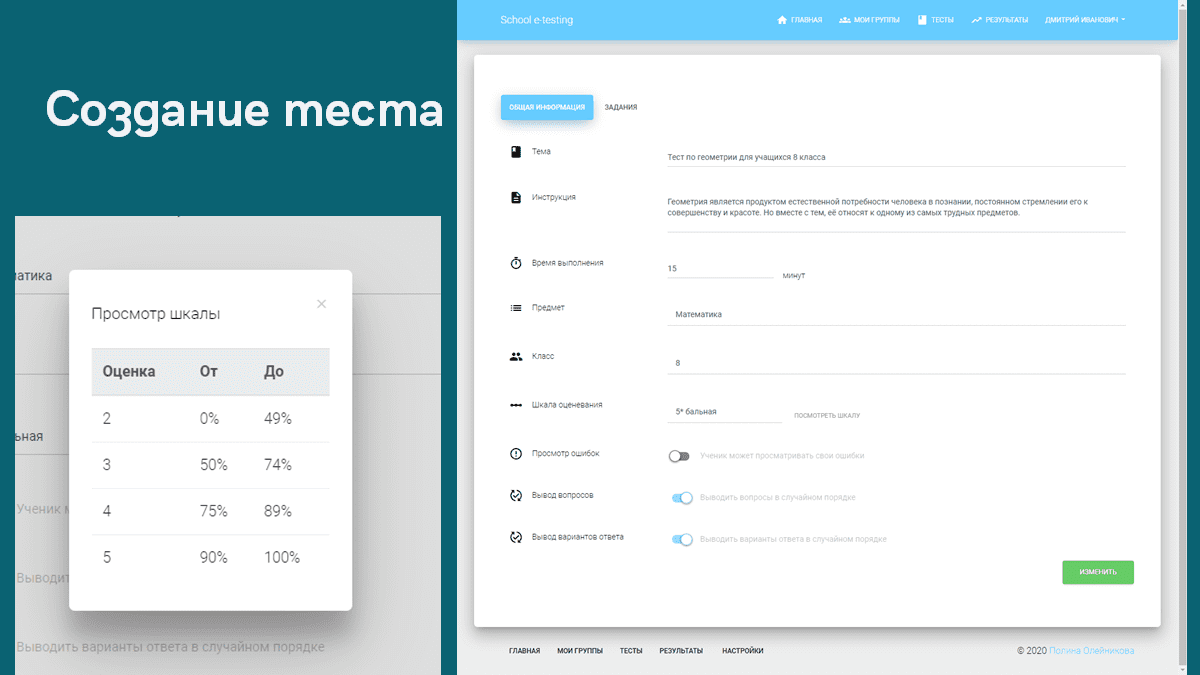 Создание теста
атика
ьная
Ученик м
Выводит
Выводить варианты ответа в случайном порядке
Просмотр шкалы ×
Оценка От До
2 0% 49%
3 50% 74%
4 75% 89%
5 90% 100%
School e-testing ГЛАВНАЯ МОИ ГРУППЫ ТЕСТЫ РЕЗУЛЬТАТЫ ДМИТРИЙ ИВАНОВИЧ
ОБЩАЯ ИНФОРМАЦИЯ ЗАДАНИЯ
Тема Тест по геометрии для учащихся 8 класса
Инструкция Геометрия является продуктом естественной потребности человека в познании, постоянном стремлении его к
совершенству и красоте. Но вместе с тем, её относят к одному из самых трудных предметов.
Время выполнения 15 минут
Предмет Математика
Класс 8
Шкала оценевания 5* бальная ПОСМОТРЕТЬ ШКАЛУ
Просмотр ошибок Ученик может просматривать свои ошибки
Вывод вопросов Выводить вопросы в случайном порядке
Вывод вариантов ответа Выводить варианты ответа в случайном порядке
ИЗМЕНИТЬ
ГЛАВНАЯ МОИ ГРУППЫ ТЕСТЫ РЕЗУЛЬТАТЫ НАСТРОЙКИ © 2020 Полина Олейникова